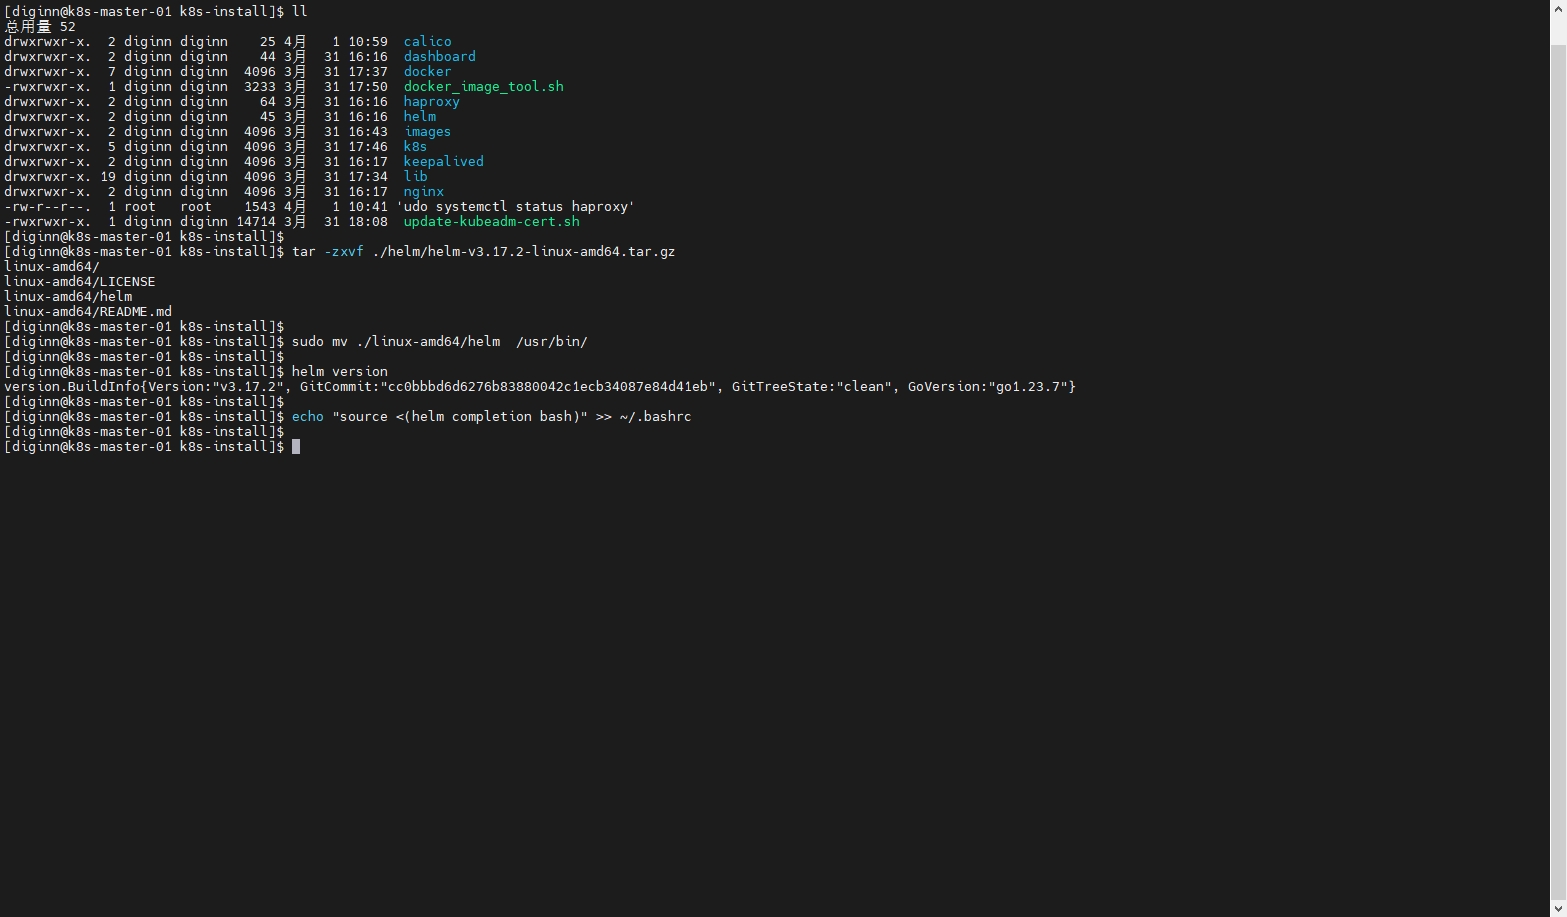 [diginn@k8s-master-01 k8s-install]$ ll
总用量 52
drwxrwxr-x.  2 diginn diginn    25 4月   1 10:59  calico
drwxrwxr-x.  2 diginn diginn    44 3月  31 16:16  dashboard
drwxrwxr-x.  7 diginn diginn  4096 3月  31 17:37  docker
-rwxrwxr-x.  1 diginn diginn  3233 3月  31 17:50  docker_image_tool.sh
drwxrwxr-x.  2 diginn diginn    64 3月  31 16:16  haproxy
drwxrwxr-x.  2 diginn diginn    45 3月  31 16:16  helm
drwxrwxr-x.  2 diginn diginn  4096 3月  31 16:43  images
drwxrwxr-x.  5 diginn diginn  4096 3月  31 17:46  k8s
drwxrwxr-x.  2 diginn diginn  4096 3月  31 16:17  keepalived
drwxrwxr-x. 19 diginn diginn  4096 3月  31 17:34  lib
drwxrwxr-x.  2 diginn diginn  4096 3月  31 16:17  nginx
-rw-r--r--.  1 root   root    1543 4月   1 10:41 'udo systemctl status haproxy'
-rwxrwxr-x.  1 diginn diginn 14714 3月  31 18:08  update-kubeadm-cert.sh
[diginn@k8s-master-01 k8s-install]$
[diginn@k8s-master-01 k8s-install]$ tar -zxvf ./helm/helm-v3.17.2-linux-amd64.tar.gz
linux-amd64/
linux-amd64/LICENSE
linux-amd64/helm
linux-amd64/README.md
[diginn@k8s-master-01 k8s-install]$
[diginn@k8s-master-01 k8s-install]$ sudo mv ./linux-amd64/helm  /usr/bin/
[diginn@k8s-master-01 k8s-install]$
[diginn@k8s-master-01 k8s-install]$ helm version
version.BuildInfo{Version:"v3.17.2", GitCommit:"cc0bbbd6d6276b83880042c1ecb34087e84d41eb", GitTreeState:"clean", GoVersion:"go1.23.7"}
[diginn@k8s-master-01 k8s-install]$
[diginn@k8s-master-01 k8s-install]$ echo "source <(helm completion bash)" >> ~/.bashrc
[diginn@k8s-master-01 k8s-install]$
[diginn@k8s-master-01 k8s-install]$